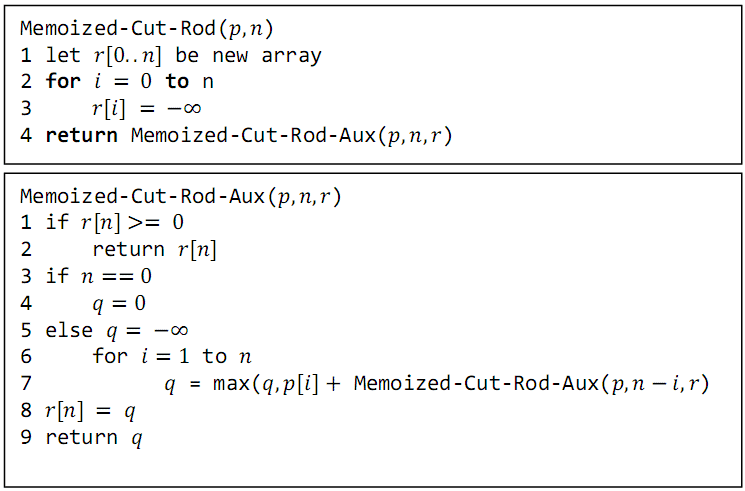 Memoized-Cut-Rod(p,n)
1 let r[0..n] be new array
2 for i = 0 to n
3     r[i] = −∞
4 return Memoized-Cut-Rod-Aux(p,n,r)
Memoized-Cut-Rod-Aux(p,n,r)
1 if r[n] >= 0
2     return r[n]
3 if n == 0
4     q = 0
5 else q = −∞
6     for i = 1 to n
7         q = max(q,p[i] + Memoized-Cut-Rod-Aux(p,n − i,r)
8 r[n] = q
9 return q